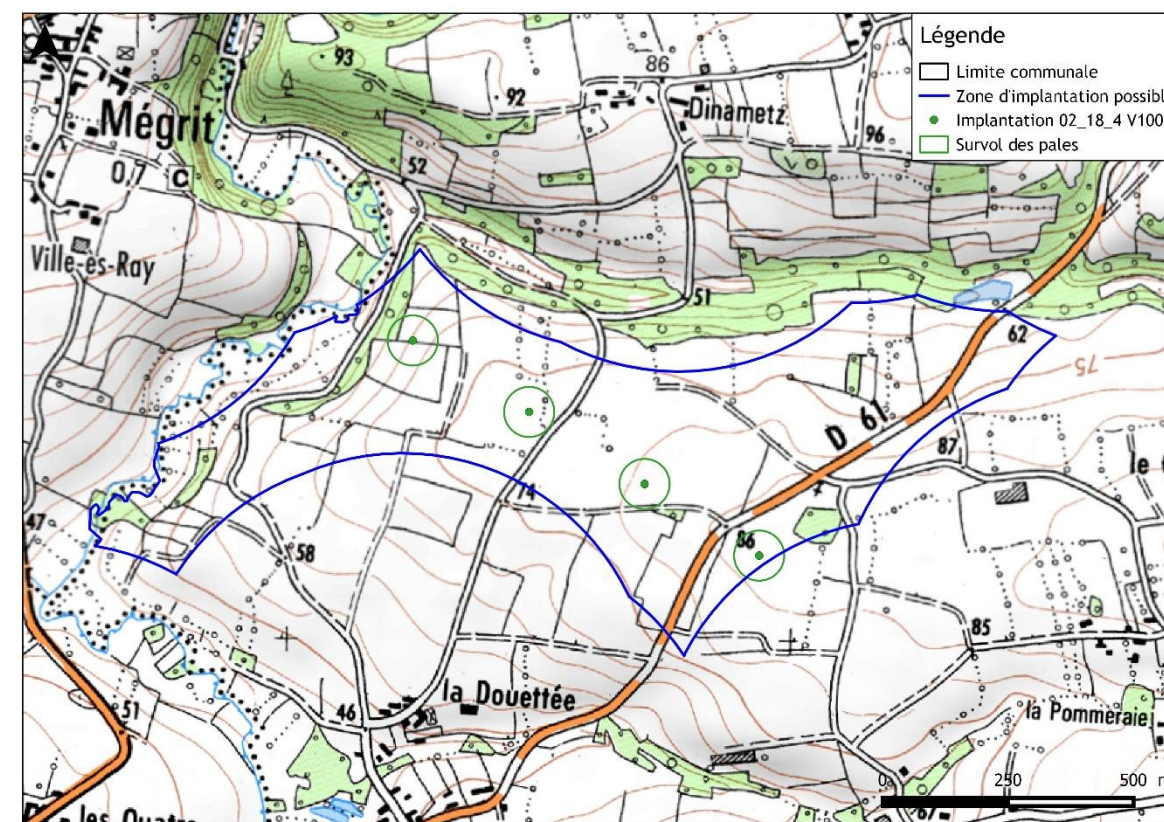 Légende
Limite communale
Zone d'implantation possibl
Implantation 02_18_4 V100
Survol des pales
93
86
92
Dinametz
96
Mégrit
52
0,7
C
Ville-ès-Ray
51
62
75
D 61
87
le
74
47
86
58
85
la Douettée
46
51
la Pommeraie
0 250 500
67
les Quatre